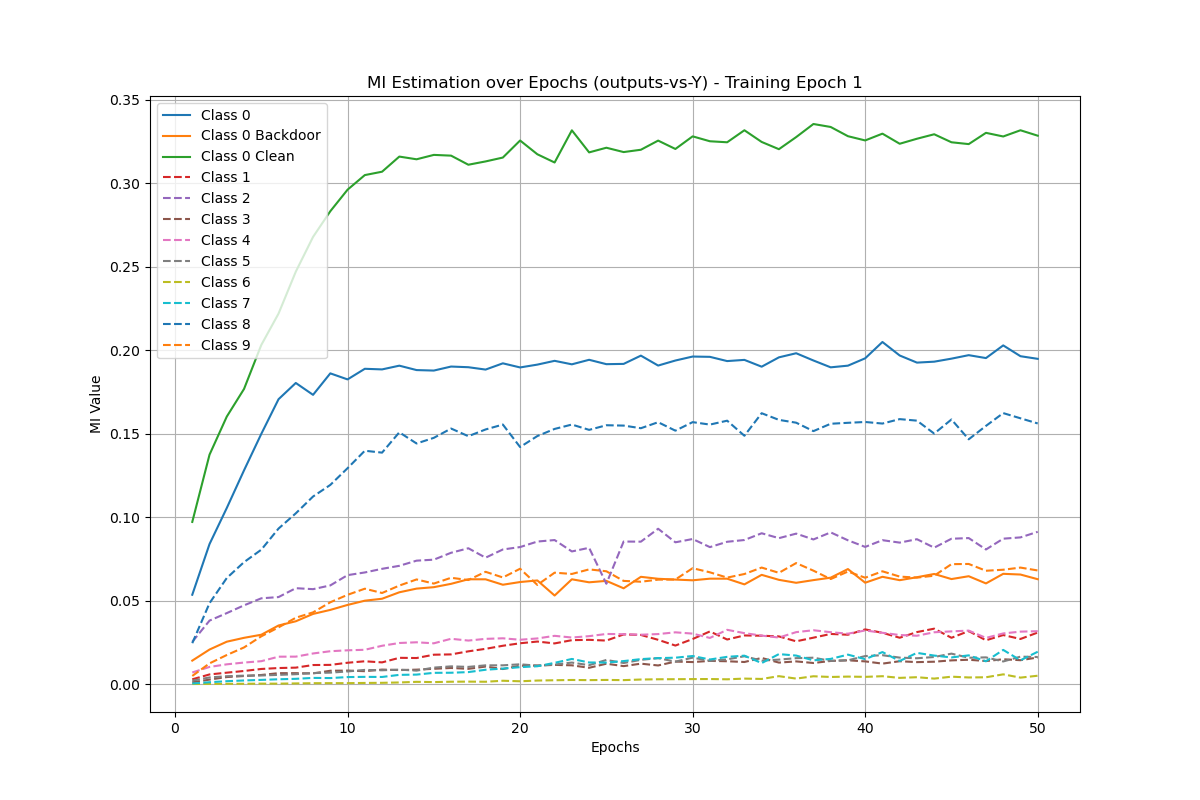 MI Estimation over Epochs (outputs-vs-Y) - Training Epoch 1
0.35
0.30
0.25
0.20
0.15
0.10
0.05
0.00
MI Value
Class 0
Class 0 Backdoor
Class 0 Clean
Class 1
Class 2
Class 3
Class 4
Class 5
Class 6
Class 7
Class 8
Class 9
0 10 20 30 40 50
Epochs